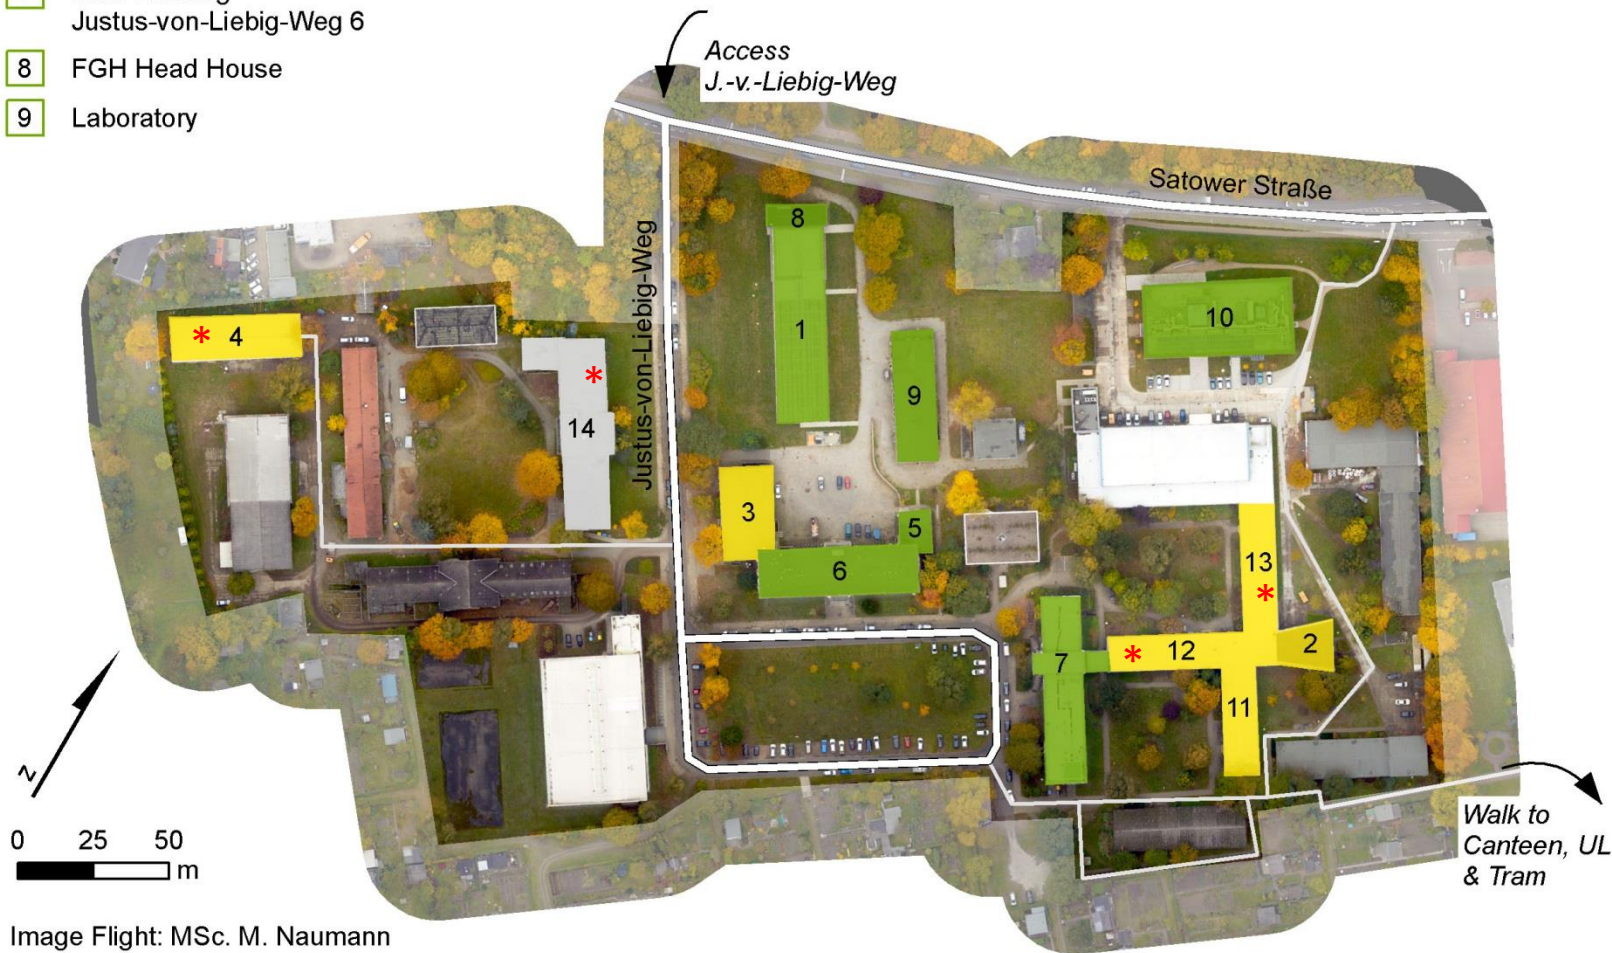 Justus-von-Liebig-Weg 6
8 FGH Head House
9 Laboratory
Access
J.-v.-Liebig-Weg
Satower Straße
Justus-von-Liebig-Weg
8
1
10
* 4
*
14
9
3
5
6
13
*
7
* 12
2
11
N
0 25 50
m
Walk to
Canteen, UL
& Tram
Image Flight: MSc. M. Naumann